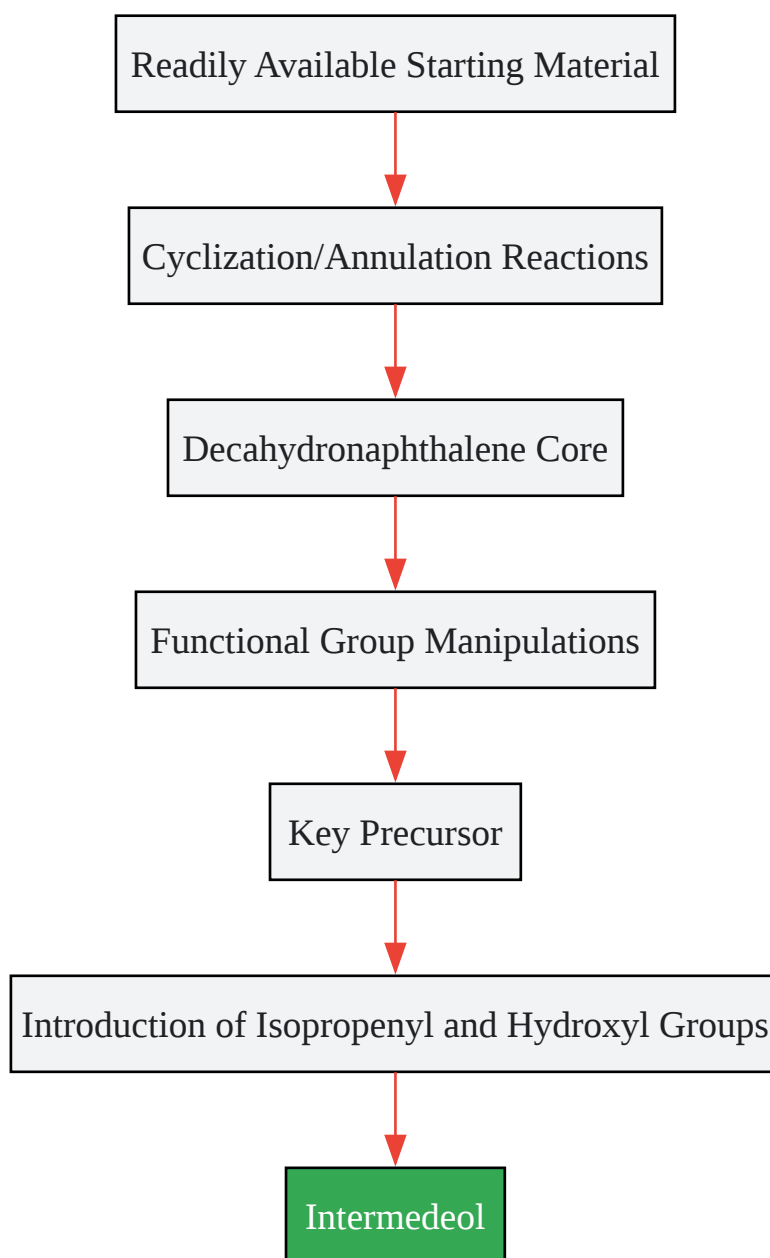 Readily Available Starting Material
Cyclization/Annulation Reactions
Decahydronaphthalene Core
Functional Group Manipulations
Key Precursor
Introduction of Isopropenyl and Hydroxyl Groups
Intermedeol